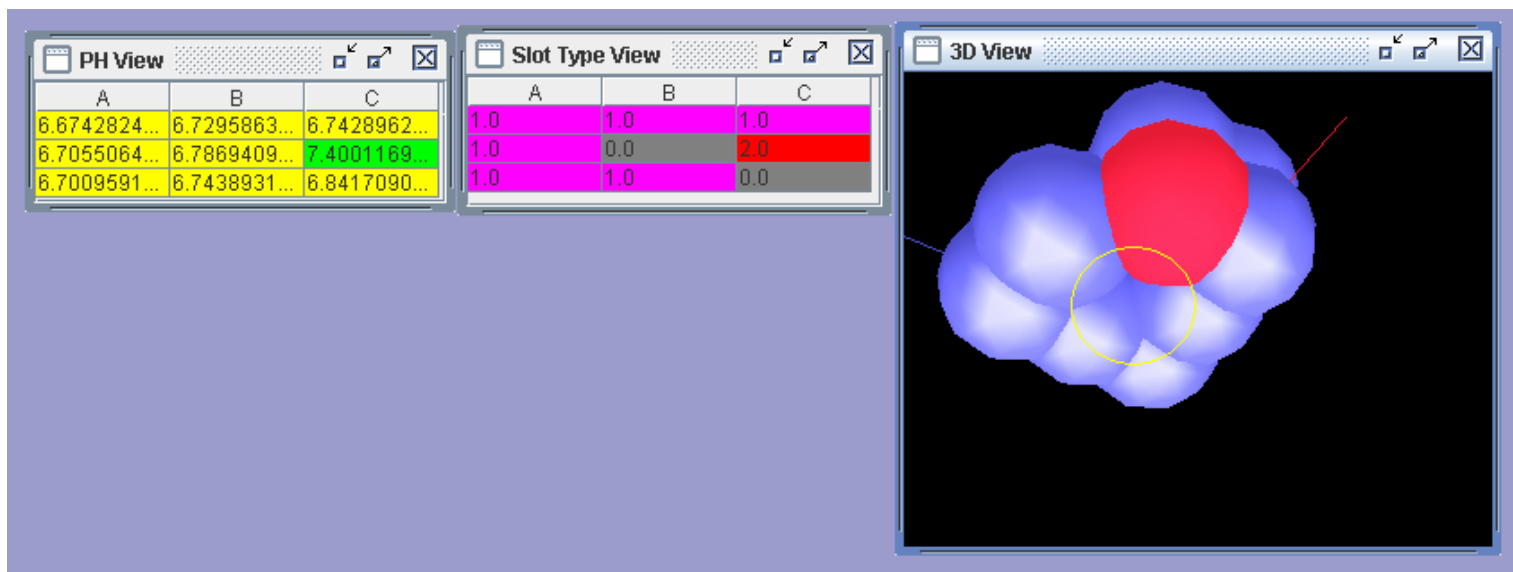 PH View
A B C
6.6742824... 6.7295863... 6.7428962...
6.7055064... 6.7869409... 7.4001169...
6.7009591... 6.7438931... 6.8417090...
Slot Type View
A B C
1.0 1.0 1.0
1.0 0.0 2.0
1.0 1.0 0.0
3D View